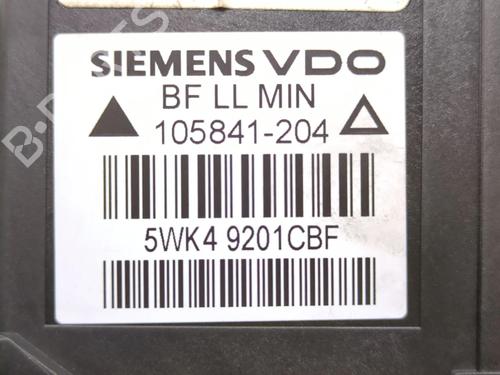 SIEMENS VDO
BF LL MIN
105841-204
5WK4 9201CBF